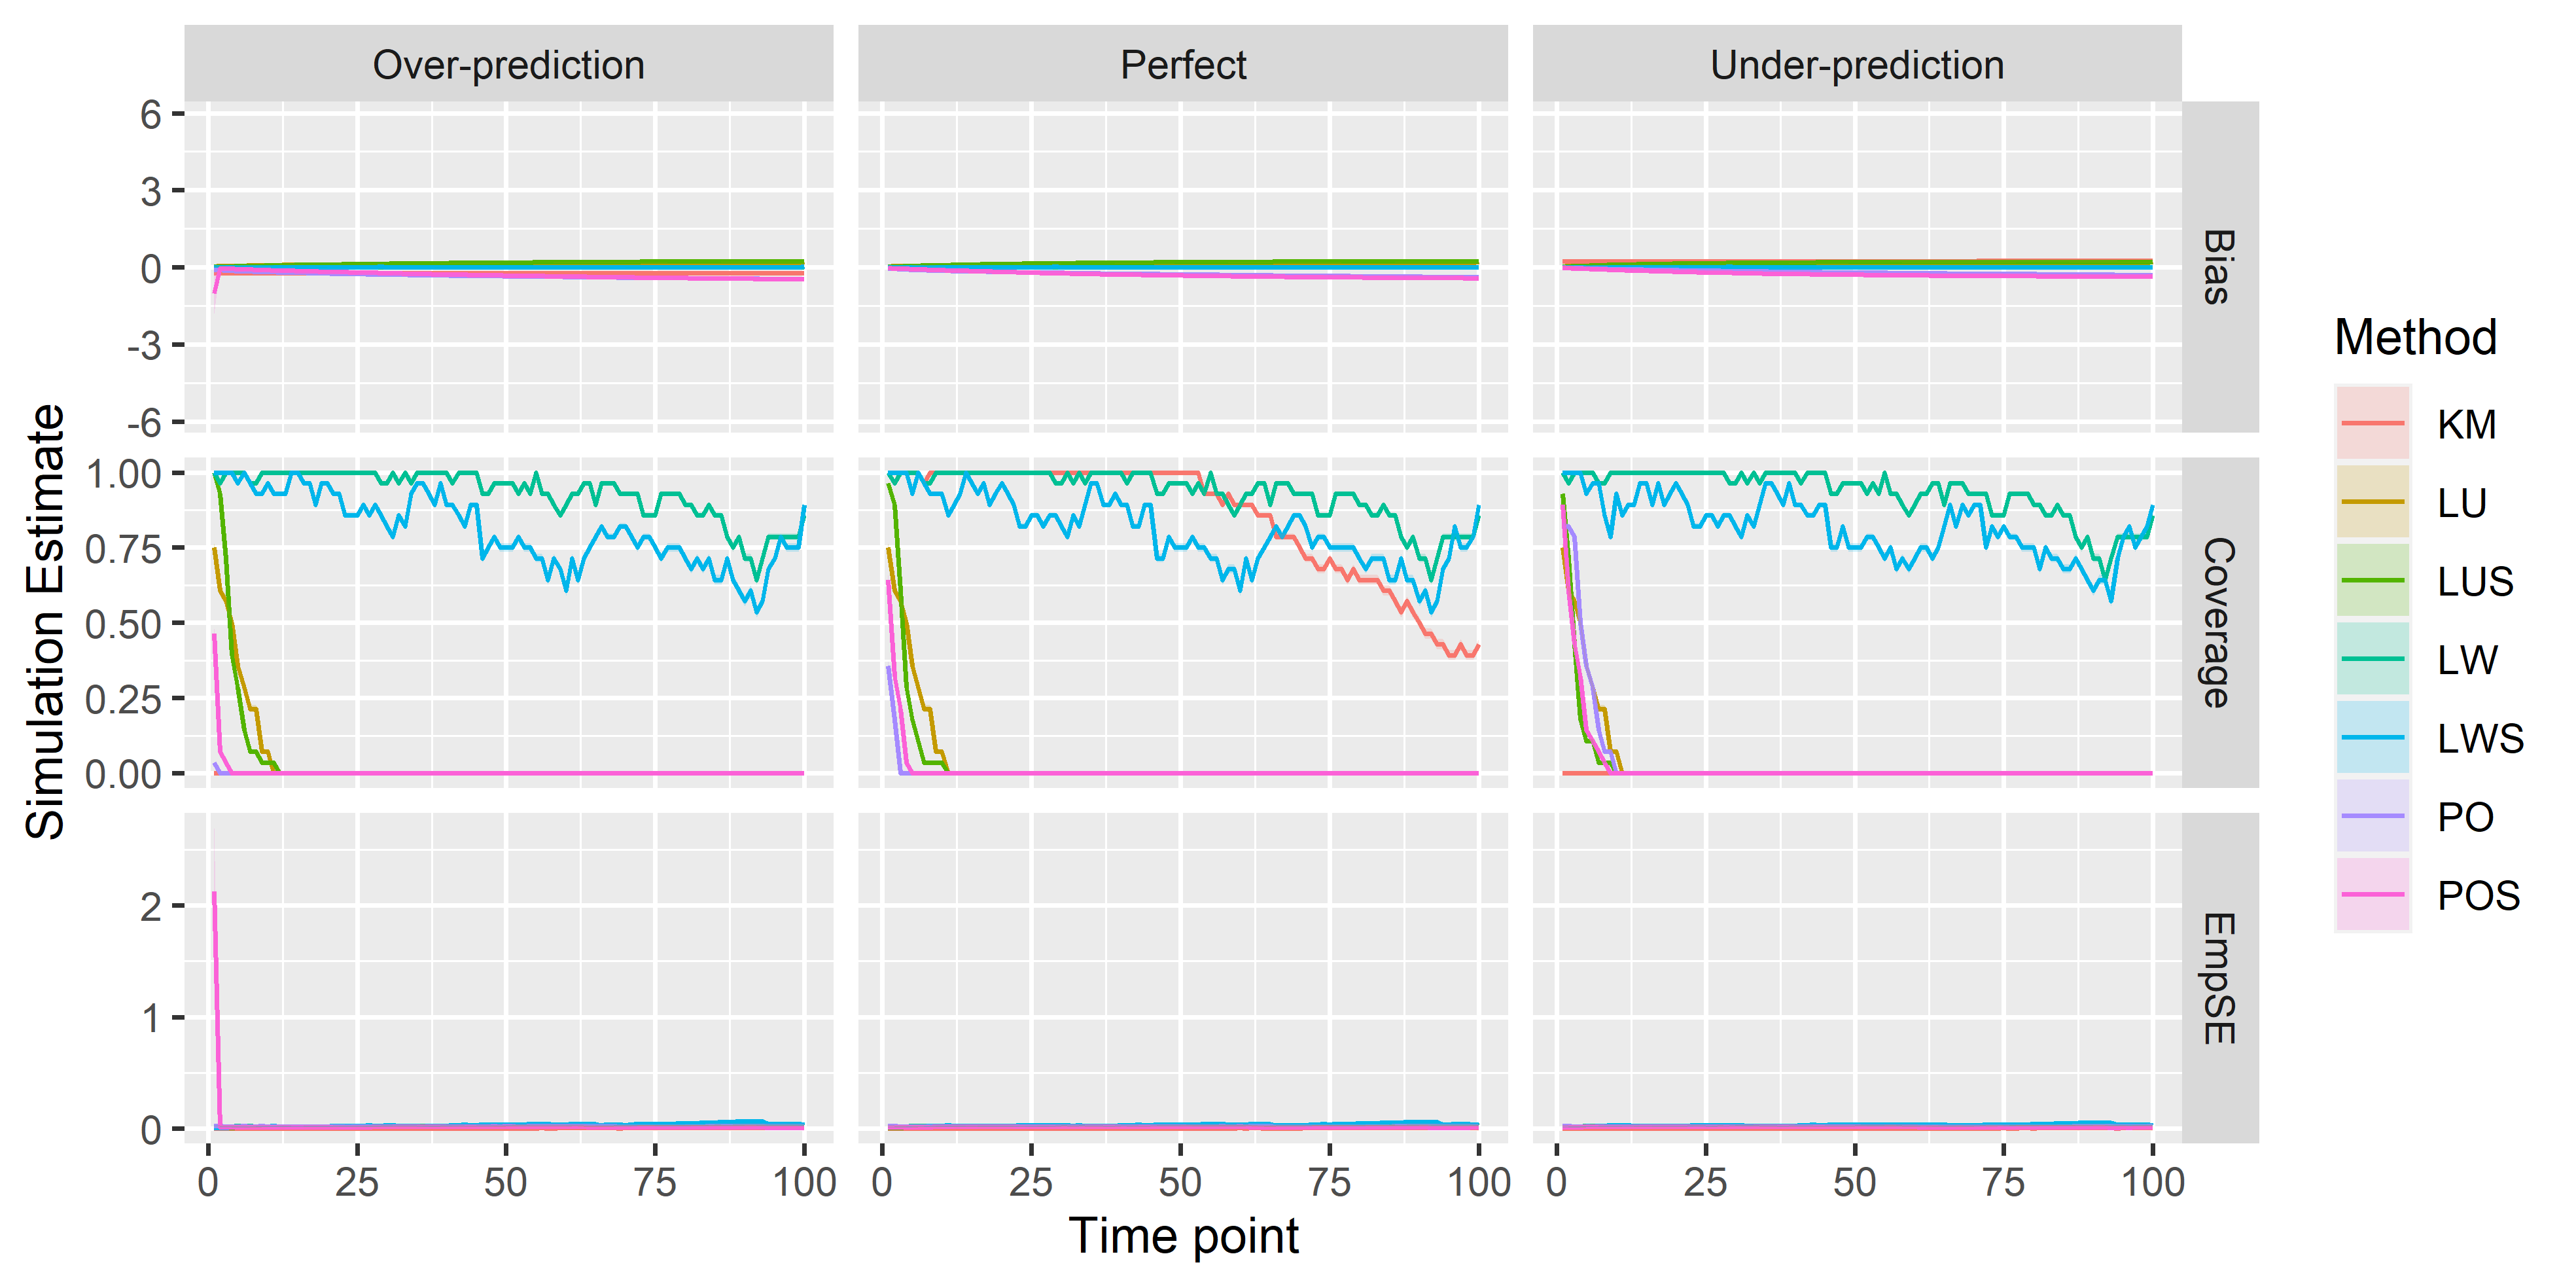 Over-prediction
Perfect
Under-prediction
6
3
0
-3
-6
Bias
1.00
0.75
0.50
0.25
0.00
Coverage
2
1
0
EmpSE
0 25 50 75 100
0 25 50 75 100
0 25 50 75 100
Time point
Simulation Estimate
Method
KM
LU
LUS
LW
LWS
PO
POS